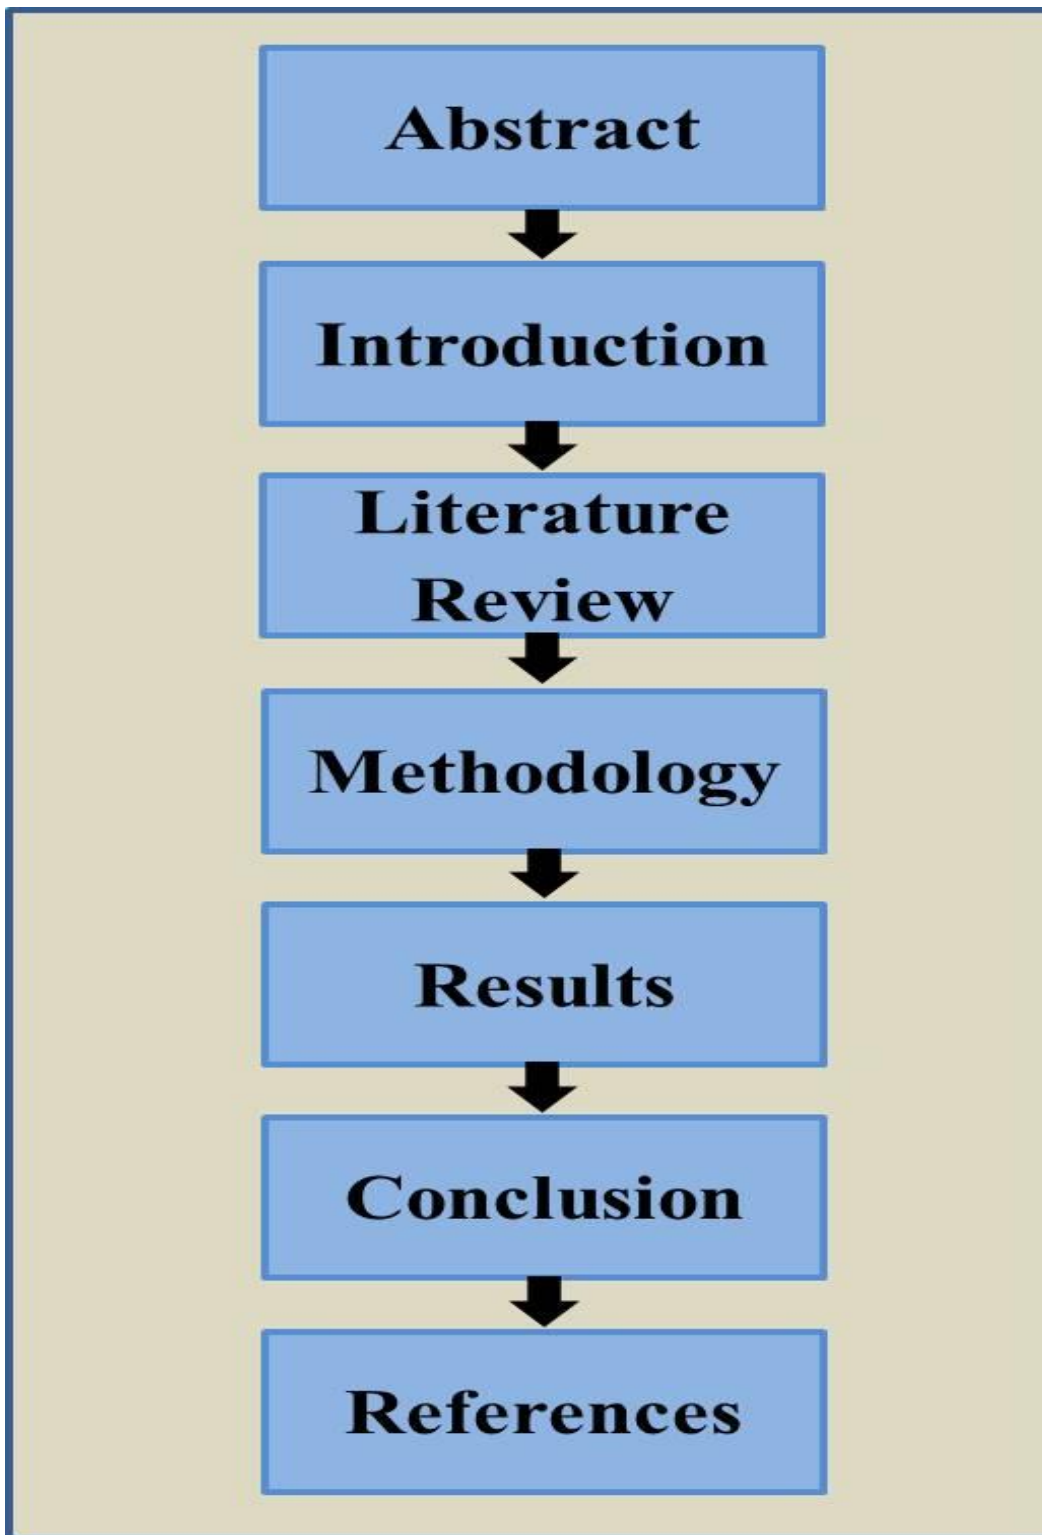 Abstract
Introduction
Literature
Review
Methodology
Results
Conclusion
References